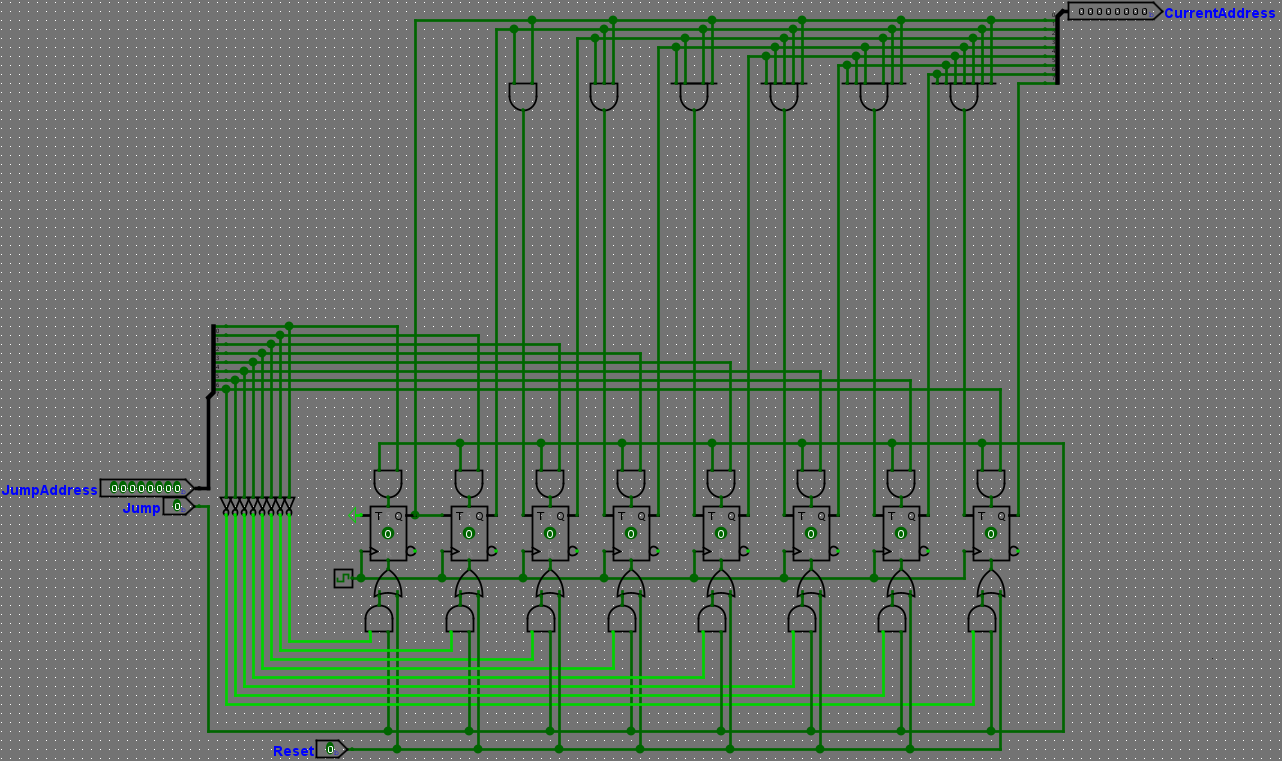 00000000 CurrentAddress
JumpAddress 00000000
Jump 0
T Q T Q T Q T Q T Q T Q T Q T Q
0 0 0 0 0 0 0 0
Reset 0